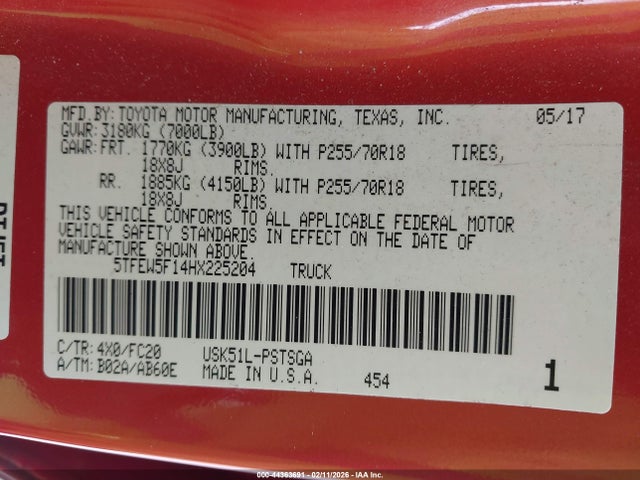 MFD.BY: TOYOTA MOTOR MANUFACTURING, TEXAS, INC. 05/17
GVWR: 3180KG (7000LB)
GAWR: FRT. 1770KG (3900LB) WITH P255/70R18 TIRES,
18X8J RIMS.
RR. 1885KG (4150LB) WITH P255/70R18 TIRES,
18X8J RIMS.
THIS VEHICLE CONFORMS TO ALL APPLICABLE FEDERAL MOTOR
VEHICLE SAFETY STANDARDS IN EFFECT ON THE DATE OF
MANUFACTURE SHOWN ABOVE.
5TFEW5F14HX225204 TRUCK
C/TR: 4X0/FC20 USK51L-PSTSGA
A/TM: B02A/AB60E MADE IN U.S.A. 454 1
000-44363691 - 02/11/2026 - IAA Inc.